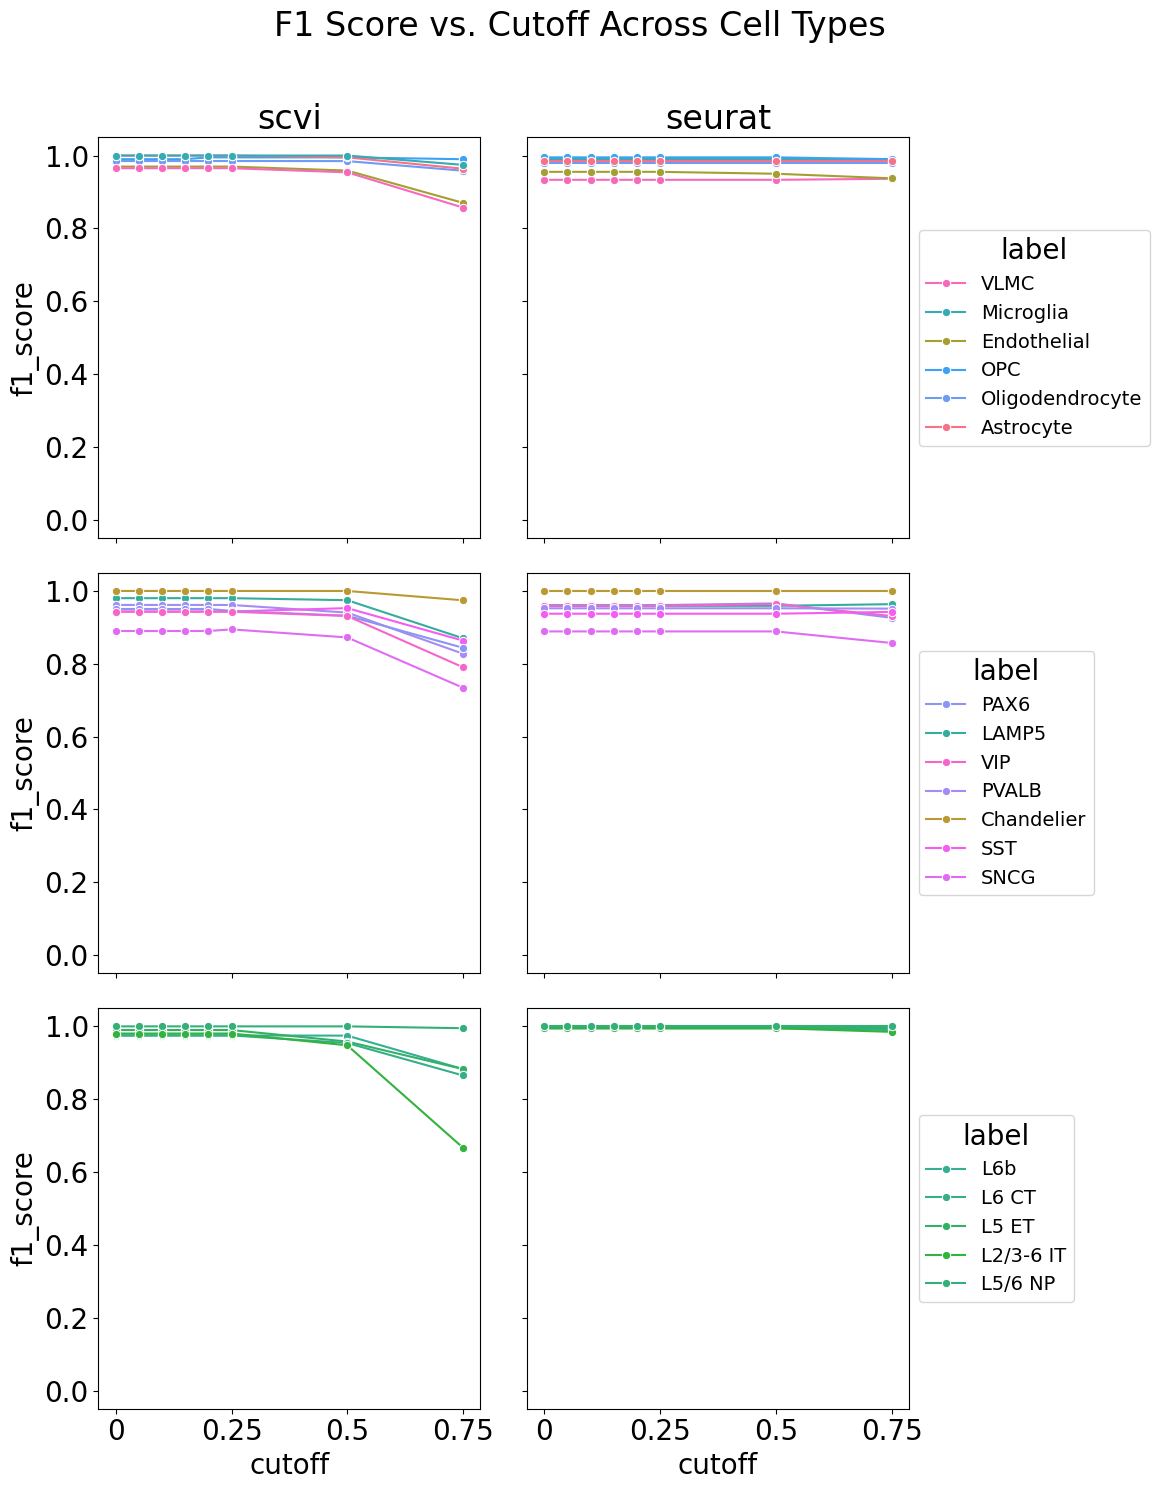 F1 Score vs. Cutoff Across Cell Types
scvi
seurat
1.0
0.8
0.6
0.4
0.2
0.0
f1_score
label
VLMC
Microglia
Endothelial
OPC
Oligodendrocyte
Astrocyte
1.0
0.8
0.6
0.4
0.2
0.0
f1_score
label
PAX6
LAMP5
VIP
PVALB
Chandelier
SST
SNCG
1.0
0.8
0.6
0.4
0.2
0.0
f1_score
label
L6b
L6 CT
L5 ET
L2/3-6 IT
L5/6 NP
0 0.25 0.5 0.75
cutoff
0 0.25 0.5 0.75
cutoff